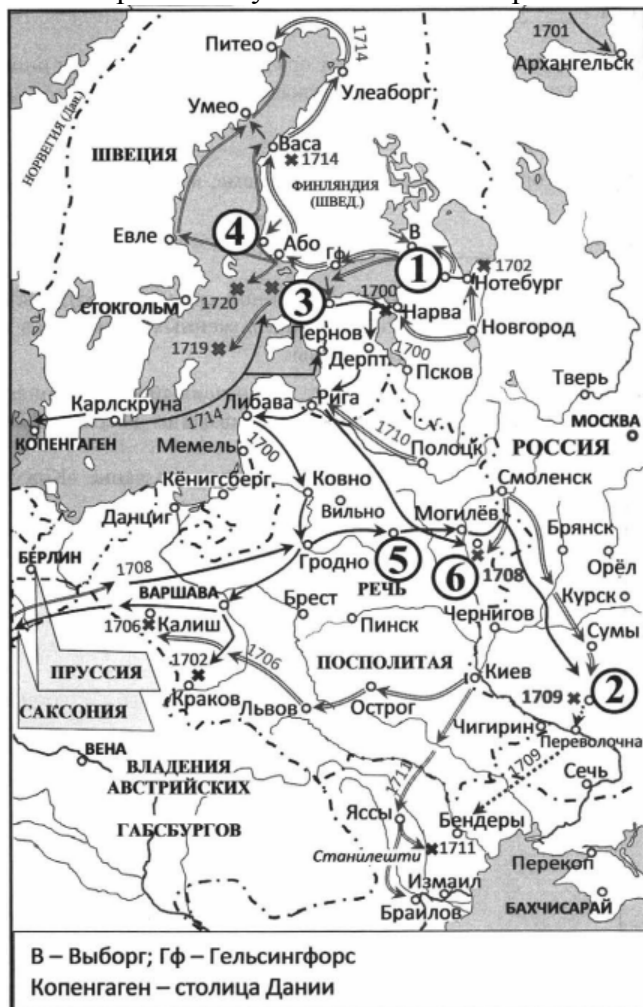 1701
Архангельск
Питео
1714
Улеаборг
НОРВЕГИЯ (Дан.)
Умео
ШВЕЦИЯ
Васа
1714
ФИНЛЯНДИЯ
(ШВЕД.)
Евле
4
Або
Гф
В
1
1702
Нотебург
СТОКГОЛЬМ
1720
3
1700
Нарва
Новгород
1719
Пернов
Дерпт
1700
Псков
Тверь
Карлскруна
1714
Либава
Рига
МОСКВА
КОПЕНГАГЕН
1700
1710
Полоцк
РОССИЯ
Мемель
Смоленск
Кёнигсберг
Ковно
Вильно
Могилёв
Брянск
Данциг
БЕРЛИН
1708
Гродно
5
6
1708
Орёл
ВАРШАВА
РЕЧЬ
Курск
Брест
Пинск
Чернигов
Сумы
1706
Калиш
ПРУССИЯ
1702
1706
ПОСПОЛИТАЯ
Киев
1709
2
САКСОНИЯ
Краков
Львов
Острог
Чигирин
Переволочна
ВЕНА
1709
Сечь
ВЛАДЕНИЯ
АВСТРИЙСКИХ
ГАБСБУРГОВ
1711
Яссы
Бендеры
Станилешти
1711
Перекоп
Измаил
Браилов
БАХЧИСАРАЙ
В – Выборг; Гф – Гельсингфорс
Копенгаген – столица Дании